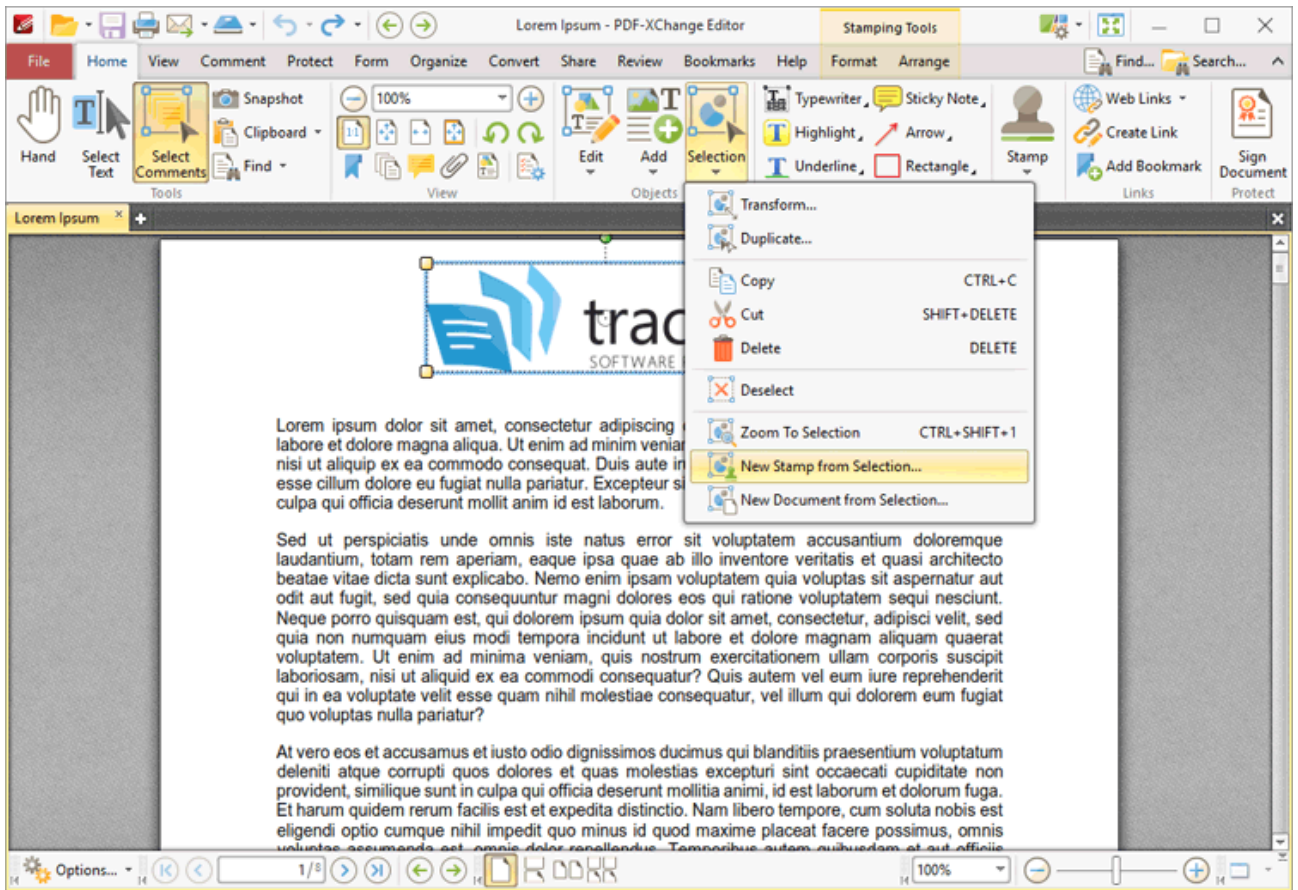 Lorem Ipsum - PDF-XChange Editor
Stamping Tools
File Home View Comment Protect Form Organize Convert Share Review Bookmarks Help Format Arrange Find... Search...
Hand
Select Text
Select Comments
Snapshot
Clipboard
Find
Tools
100%
View
Edit
Add
Selection
Objects
Typewriter
Sticky Note
Highlight
Arrow
Underline
Rectangle
Stamp
Web Links
Create Link
Add Bookmark
Links
Sign Document
Protect
Lorem Ipsum
Transform...
Duplicate...
Copy CTRL+C
Cut SHIFT+DELETE
Delete DELETE
Deselect
Zoom To Selection CTRL+SHIFT+1
New Stamp from Selection...
New Document from Selection...
trac
SOFTWARE
Lorem ipsum dolor sit amet, consectetur adipiscing
labore et dolore magna aliqua. Ut enim ad minim veniar
nisi ut aliquip ex ea commodo consequat. Duis aute in
esse cillum dolore eu fugiat nulla pariatur. Excepteur si
culpa qui officia deserunt mollit anim id est laborum.
Sed ut perspiciatis unde omnis iste natus error sit voluptatem accusantium doloremque
laudantium, totam rem aperiam, eaque ipsa quae ab illo inventore veritatis et quasi architecto
beatae vitae dicta sunt explicabo. Nemo enim ipsam voluptatem quia voluptas sit aspernatur aut
odit aut fugit, sed quia consequuntur magni dolores eos qui ratione voluptatem sequi nesciunt.
Neque porro quisquam est, qui dolorem ipsum quia dolor sit amet, consectetur, adipisci velit, sed
quia non numquam eius modi tempora incidunt ut labore et dolore magnam aliquam quaerat
voluptatem. Ut enim ad minima veniam, quis nostrum exercitationem ullam corporis suscipit
laboriosam, nisi ut aliquid ex ea commodi consequatur? Quis autem vel eum iure reprehenderit
qui in ea voluptate velit esse quam nihil molestiae consequatur, vel illum qui dolorem eum fugiat
quo voluptas nulla pariatur?
At vero eos et accusamus et iusto odio dignissimos ducimus qui blanditiis praesentium voluptatum
deleniti atque corrupti quos dolores et quas molestias excepturi sint occaecati cupiditate non
provident, similique sunt in culpa qui officia deserunt mollitia animi, id est laborum et dolorum fuga.
Et harum quidem rerum facilis est et expedita distinctio. Nam libero tempore, cum soluta nobis est
eligendi optio cumque nihil impedit quo minus id quod maxime placeat facere possimus, omnis
voluptas assumenda est, omnis dolor repellendus. Temporibus autem quibusdam et aut officiis
Options... 1/8 100%